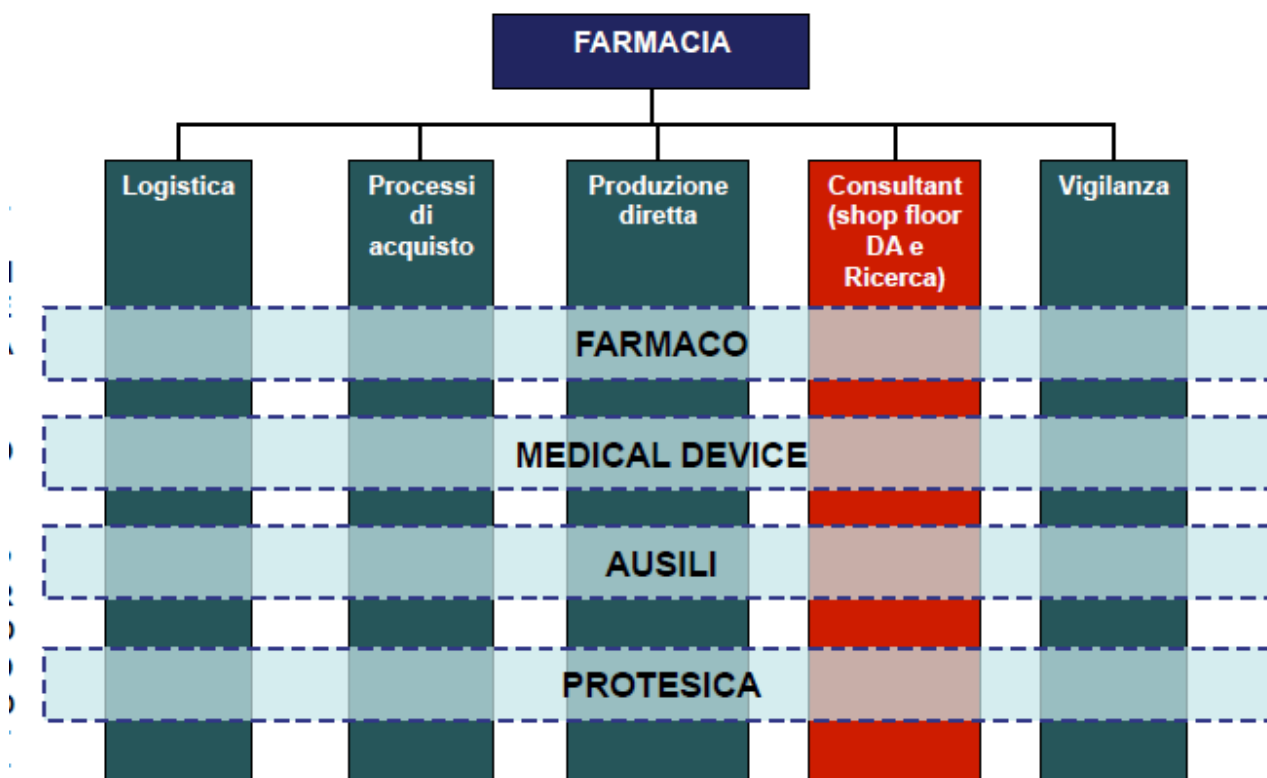 FARMACIA
Logistica
Processi
di
acquisto
Produzione
diretta
Consultant
(shop floor
DA e
Ricerca)
Vigilanza
FARMACO
MEDICAL DEVICE
AUSILI
PROTESICA